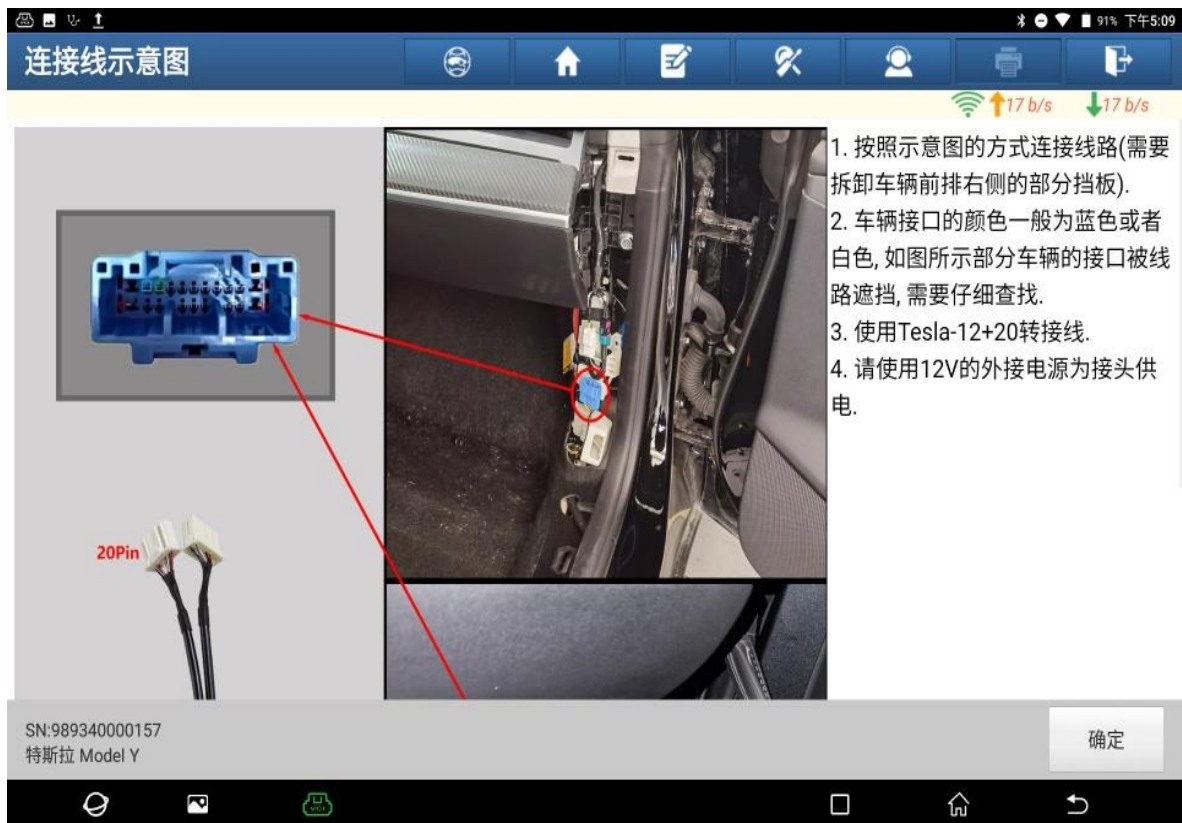 91% 下午5:09
连接线示意图
17 b/s 17 b/s
1. 按照示意图的方式连接线路(需要
拆卸车辆前排右侧的部分挡板).
2. 车辆接口的颜色一般为蓝色或者
白色, 如图所示部分车辆的接口被线
路遮挡, 需要仔细查找.
3. 使用Tesla-12+20转接线.
4. 请使用12V的外接电源为接头供
电.
20Pin
SN:989340000157
特斯拉 Model Y
确定
VCI